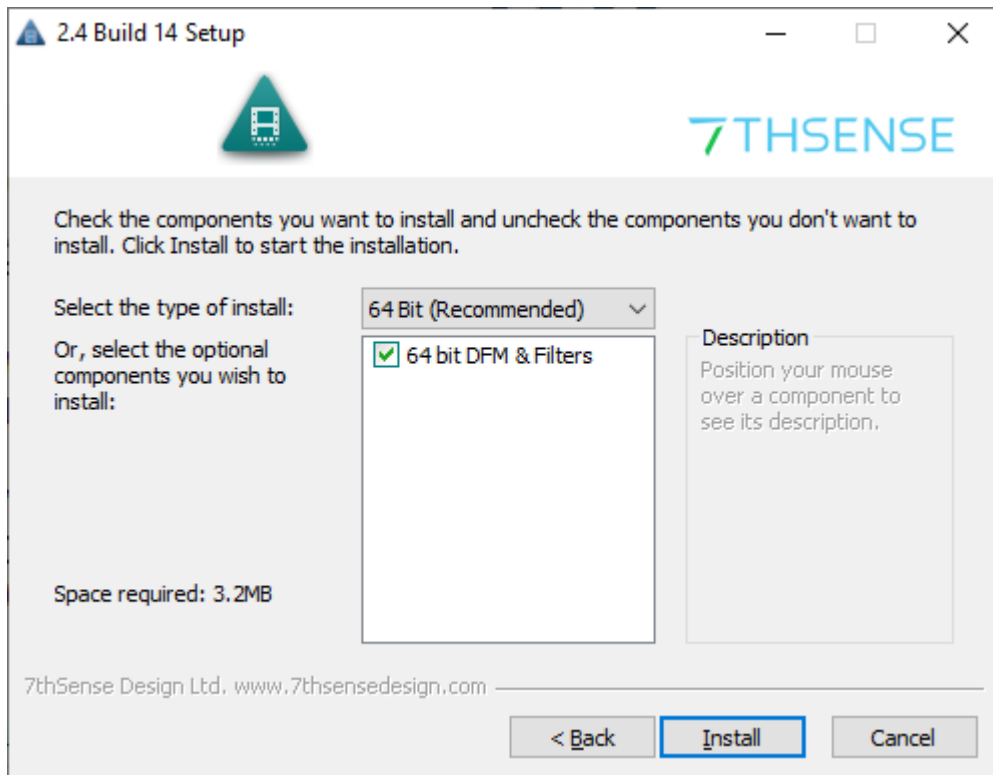 2.4 Build 14 Setup
7THSENSE
Check the components you want to install and uncheck the components you don't want to
install. Click Install to start the installation.
Select the type of install:
64 Bit (Recommended)
Or, select the optional
components you wish to
install:
64 bit DFM & Filters
Description
Position your mouse
over a component to
see its description.
Space required: 3.2MB
7thSense Design Ltd. www.7thsensedesign.com
< Back
Install
Cancel